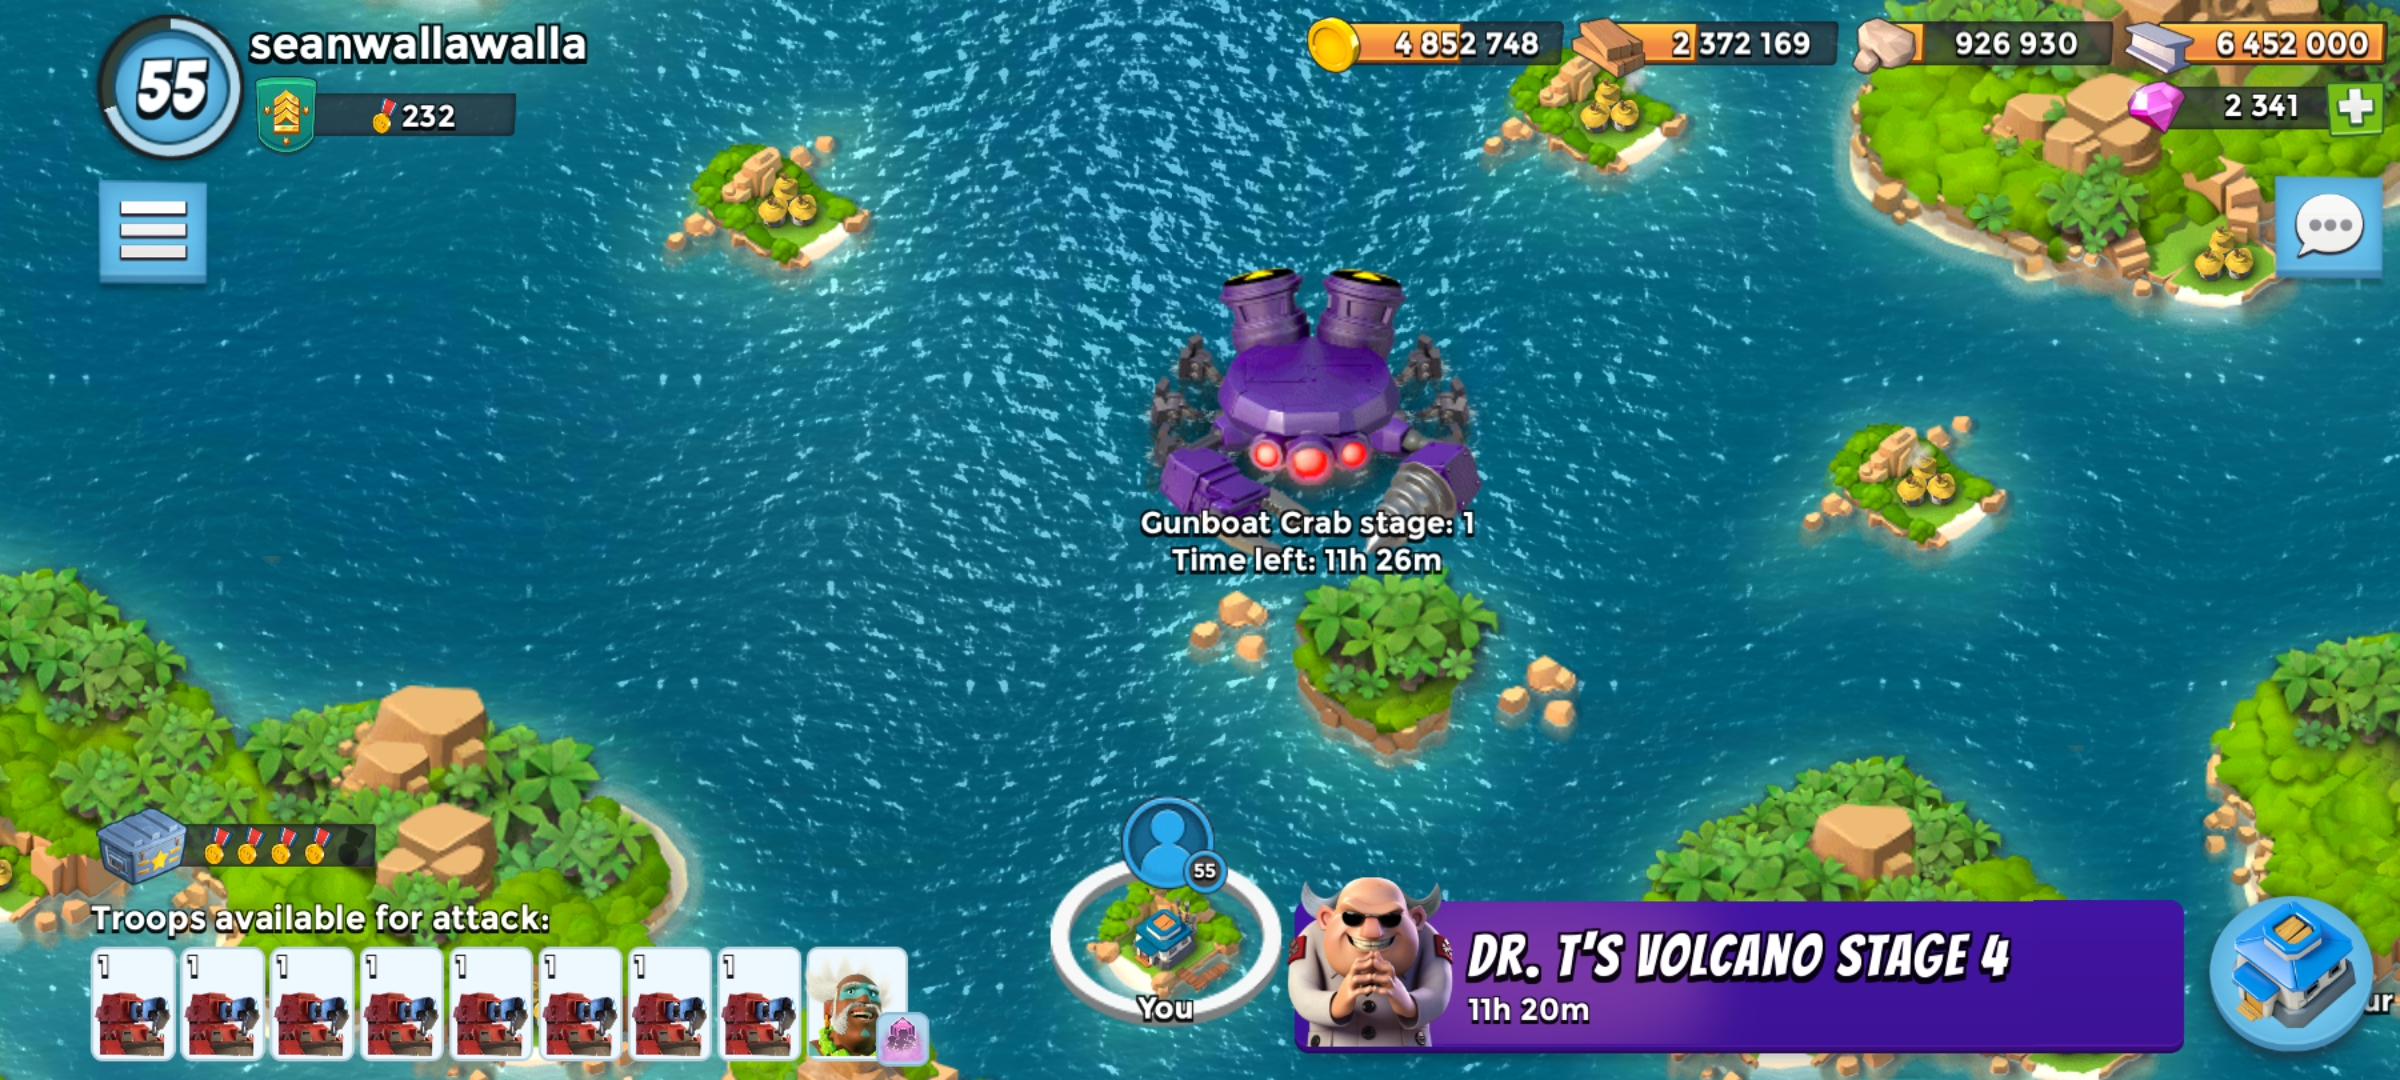 55
seanwallawalla
232
4 852 748
2 372 169
926 930
6 452 000
2 341
Gunboat Crab stage: 1
Time left: 11h 26m
55
You
DR. T'S VOLCANO STAGE 4
11h 20m
Troops available for attack:
1 1 1 1 1 1 1 1